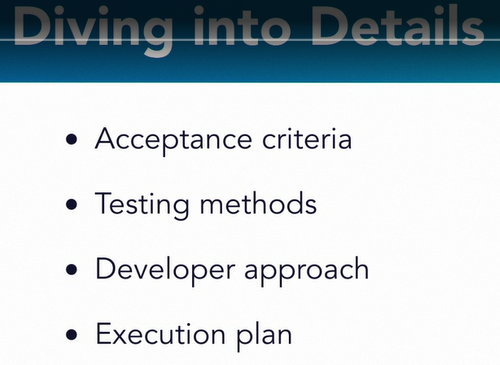 Diving into Details
Acceptance criteria
Testing methods
Developer approach
Execution plan